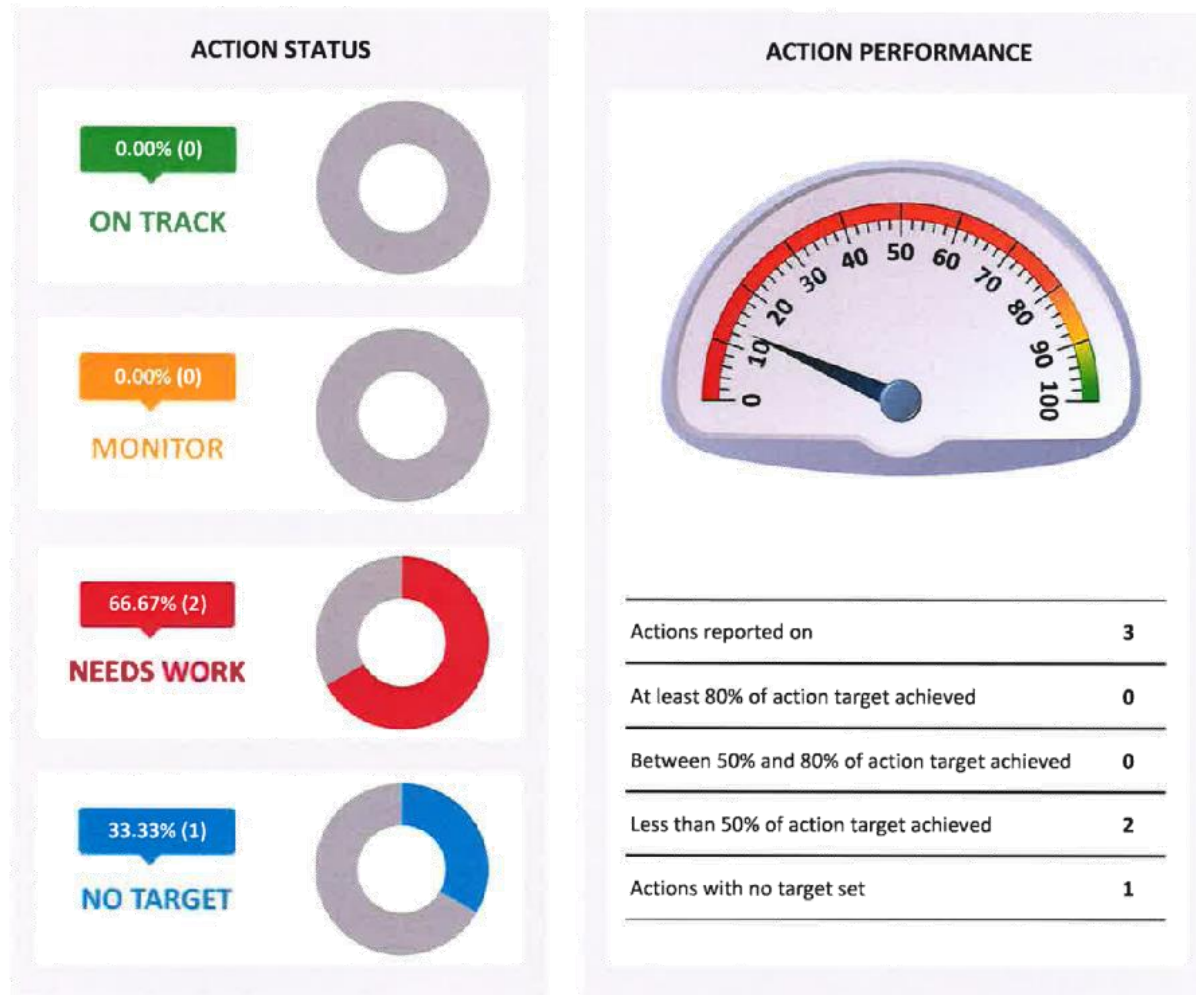 ACTION STATUS
0.00% (0)
ON TRACK
0.00% (0)
MONITOR
66.67% (2)
NEEDS WORK
33.33% (1)
NO TARGET
ACTION PERFORMANCE
0
10
20
30
40
50
60
70
80
90
100
Actions reported on 3
At least 80% of action target achieved 0
Between 50% and 80% of action target achieved 0
Less than 50% of action target achieved 2
Actions with no target set 1